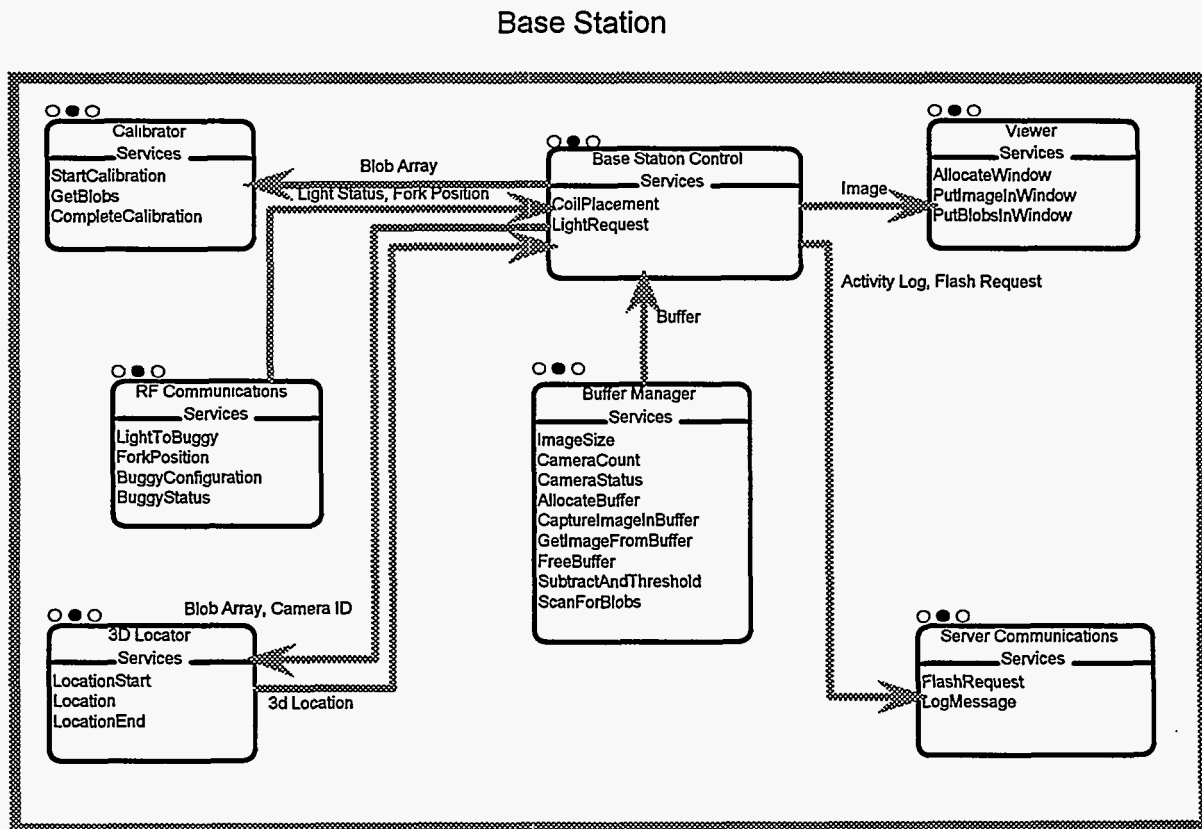 Base Station
Calibrator
Services
StartCalibration
GetBlobs
CompleteCalibration
Blob Array
Light Status, Fork Position
Base Station Control
Services
CoilPlacement
LightRequest
Image
Viewer
Services
AllocateWindow
PutImageInWindow
PutBlobsInWindow
Activity Log, Flash Request
Buffer
RF Communications
Services
LightToBuggy
ForkPosition
BuggyConfiguration
BuggyStatus
Buffer Manager
Services
ImageSize
CameraCount
CameraStatus
AllocateBuffer
CaptureImageInBuffer
GetImageFromBuffer
FreeBuffer
SubtractAndThreshold
ScanForBlobs
Blob Array, Camera ID
3D Locator
Services
LocationStart
Location
LocationEnd
3d Location
Server Communications
Services
FlashRequest
LogMessage